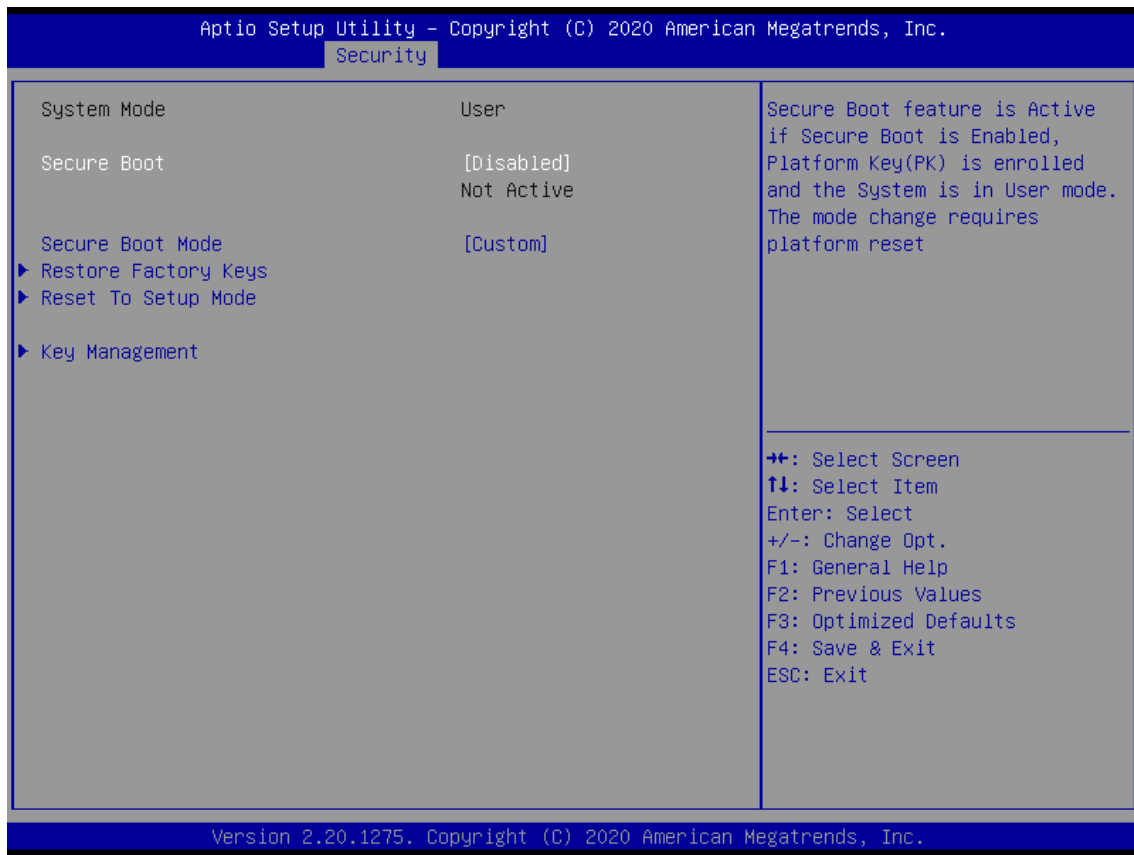 Aptio Setup Utility – Copyright (C) 2020 American Megatrends, Inc.
Security
System Mode User
Secure Boot [Disabled]
Not Active
Secure Boot Mode [Custom]
▶ Restore Factory Keys
▶ Reset To Setup Mode
▶ Key Management
Secure Boot feature is Active
if Secure Boot is Enabled,
Platform Key(PK) is enrolled
and the System is in User mode.
The mode change requires
platform reset
→←: Select Screen
↑↓: Select Item
Enter: Select
+/-: Change Opt.
F1: General Help
F2: Previous Values
F3: Optimized Defaults
F4: Save & Exit
ESC: Exit
Version 2.20.1275. Copyright (C) 2020 American Megatrends, Inc.